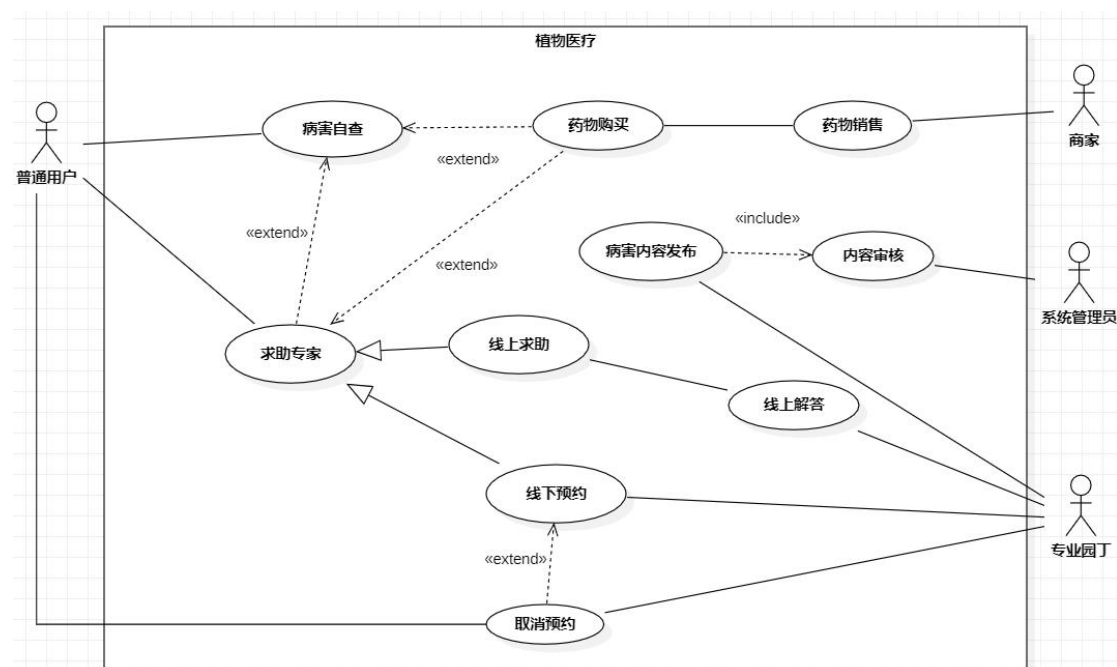 植物医疗
病害自查
药物购买
药物销售
商家
普通用户
«extend»
«include»
病害内容发布
内容审核
«extend»
«extend»
系统管理员
求助专家
线上求助
线上解答
线下预约
专业园丁
«extend»
取消预约